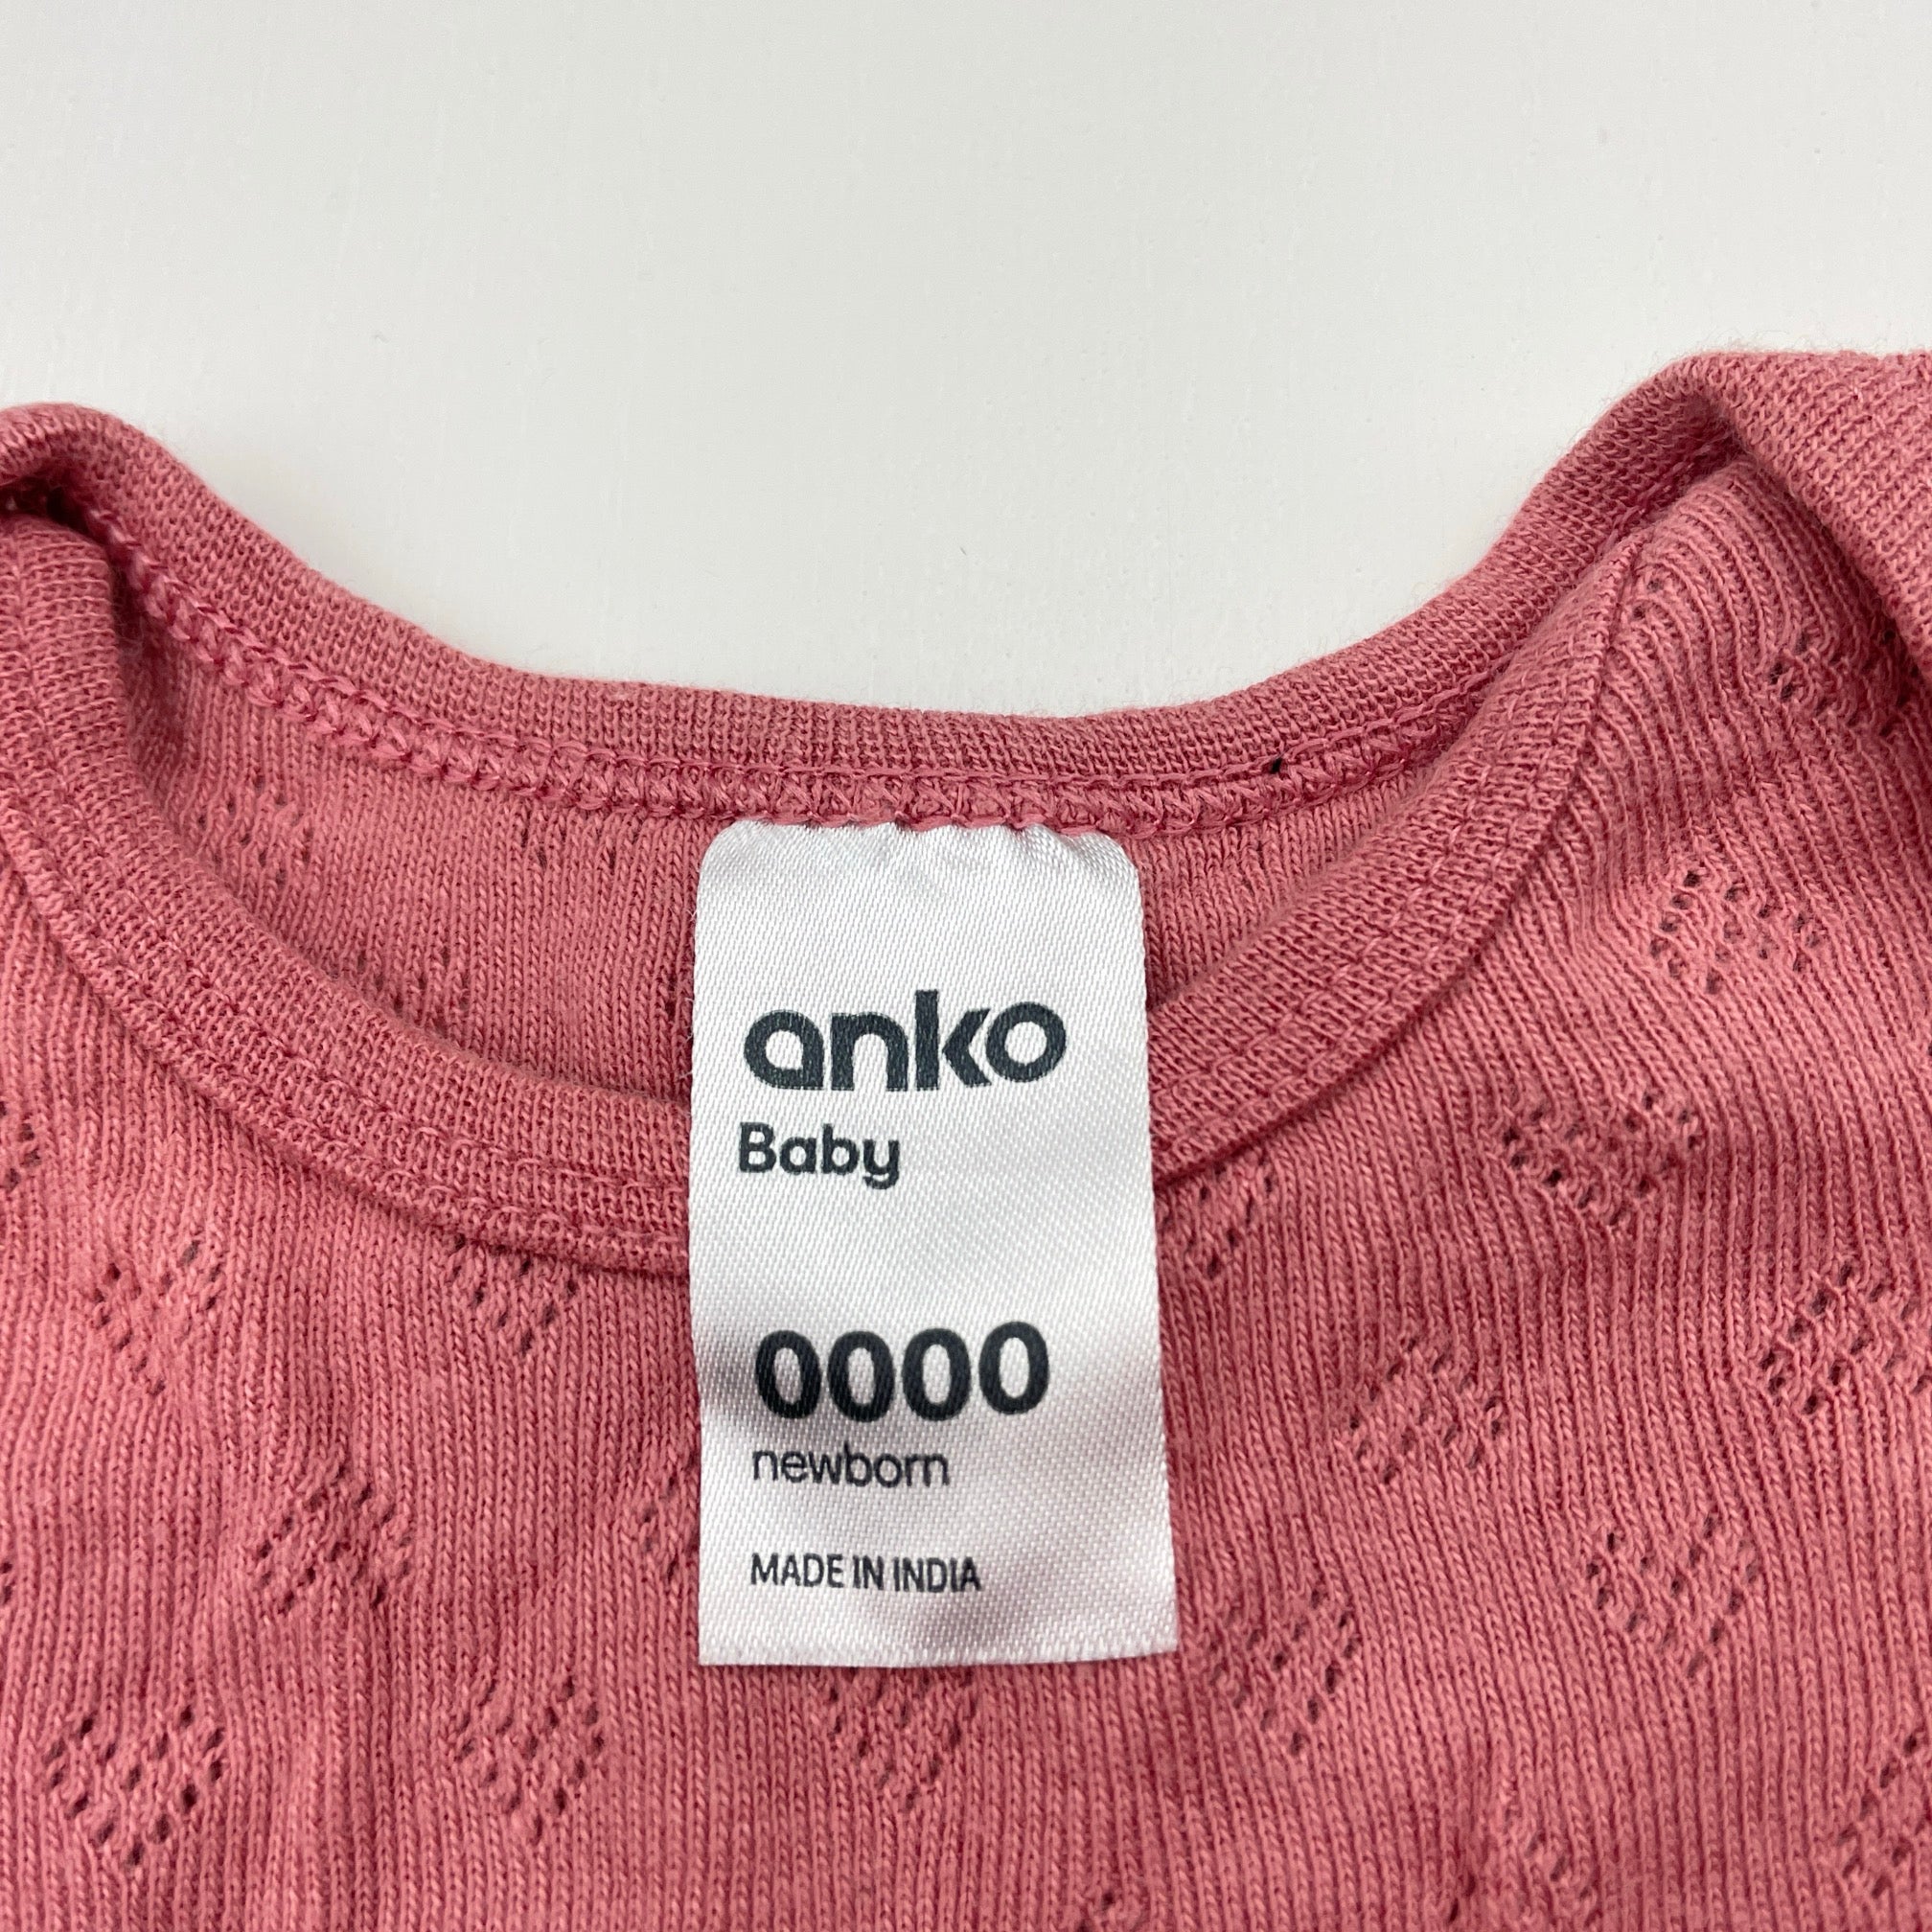 anko
Baby
0000
newborn
MADE IN INDIA